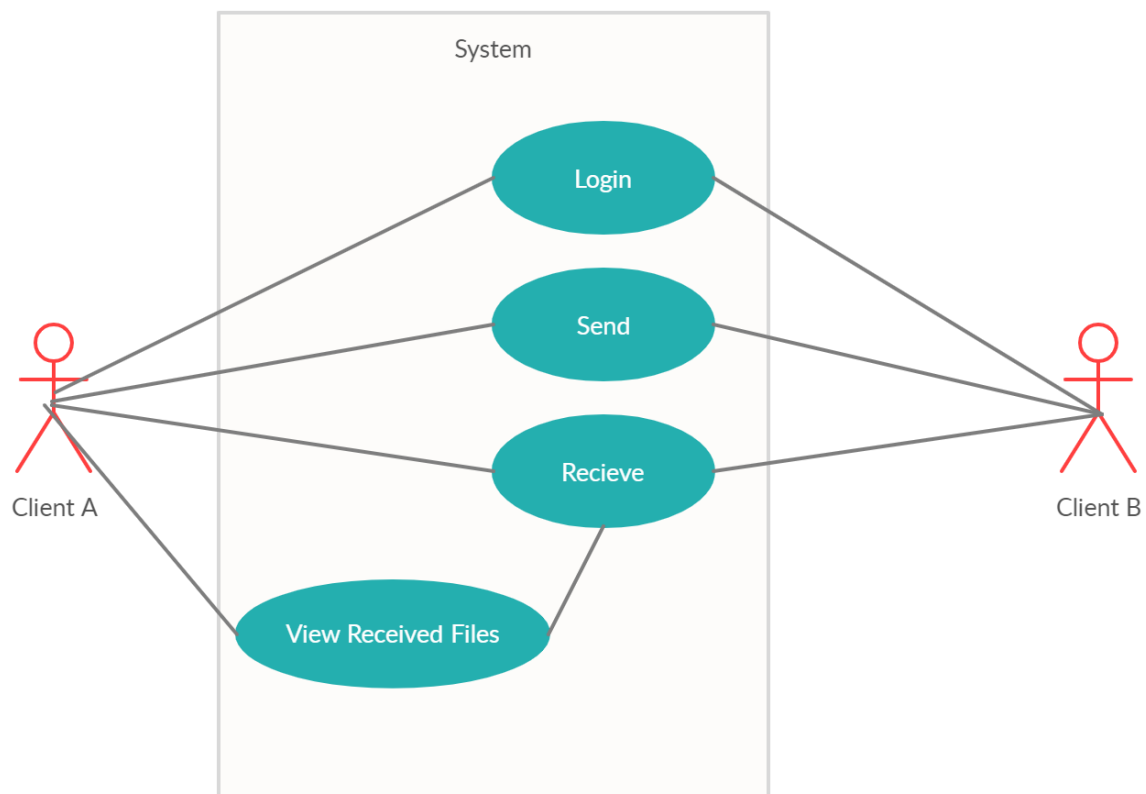 System
Login
Send
Recieve
Client A
Client B
View Received Files